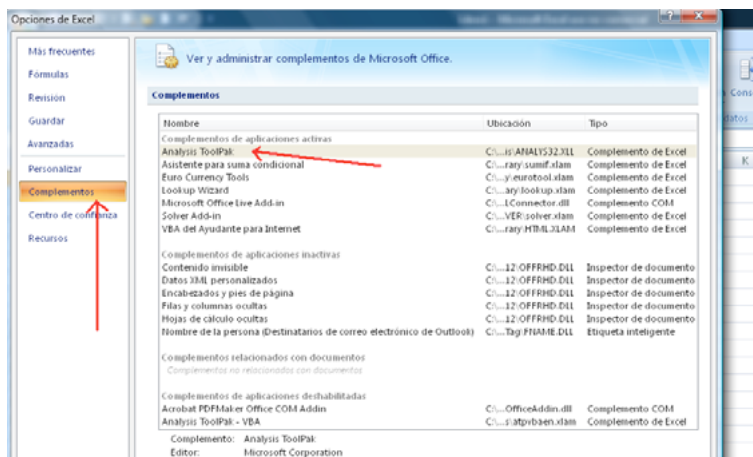 Opciones de Excel
Más frecuentes
Fórmulas
Revisión
Guardar
Avanzadas
Personalizar
Complementos
Centro de confianza
Recursos
Ver y administrar complementos de Microsoft Office.
Complementos
Nombre Ubicación Tipo
Complementos de aplicaciones activas
Analysis ToolPak C:\...is\ANALYS32.XLL Complemento de Excel
Asistente para suma condicional C:\...rary\sumif.xlam Complemento de Excel
Euro Currency Tools C:\...y\eurotool.xlam Complemento de Excel
Lookup Wizard C:\...ary\lookup.xlam Complemento de Excel
Microsoft Office Live Add-in C:\...LConnector.dll Complemento COM
Solver Add-in C:\...VER\solver.xlam Complemento de Excel
VBA del Ayudante para Internet C:\...rary\HTML.XLAM Complemento de Excel
Complementos de aplicaciones inactivas
Contenido invisible C:\...12\OFFRHD.DLL Inspector de documento
Datos XML personalizados C:\...12\OFFRHD.DLL Inspector de documento
Encabezados y pies de página C:\...12\OFFRHD.DLL Inspector de documento
Filas y columnas ocultas C:\...12\OFFRHD.DLL Inspector de documento
Hojas de cálculo ocultas C:\...12\OFFRHD.DLL Inspector de documento
Nombre de la persona (Destinatarios de correo electrónico de Outlook) C:\...Tag\FNAME.DLL Etiqueta inteligente
Complementos relacionados con documentos
Complementos no relacionados con documentos
Complementos de aplicaciones deshabilitadas
Acrobat PDFMaker Office COM Addin C:\...OfficeAddin.dll Complemento COM
Analysis ToolPak - VBA C:\...s\atpvbaen.xlam Complemento de Excel
Complemento: Analysis ToolPak
Editor: Microsoft Corporation
Cons
datos
K